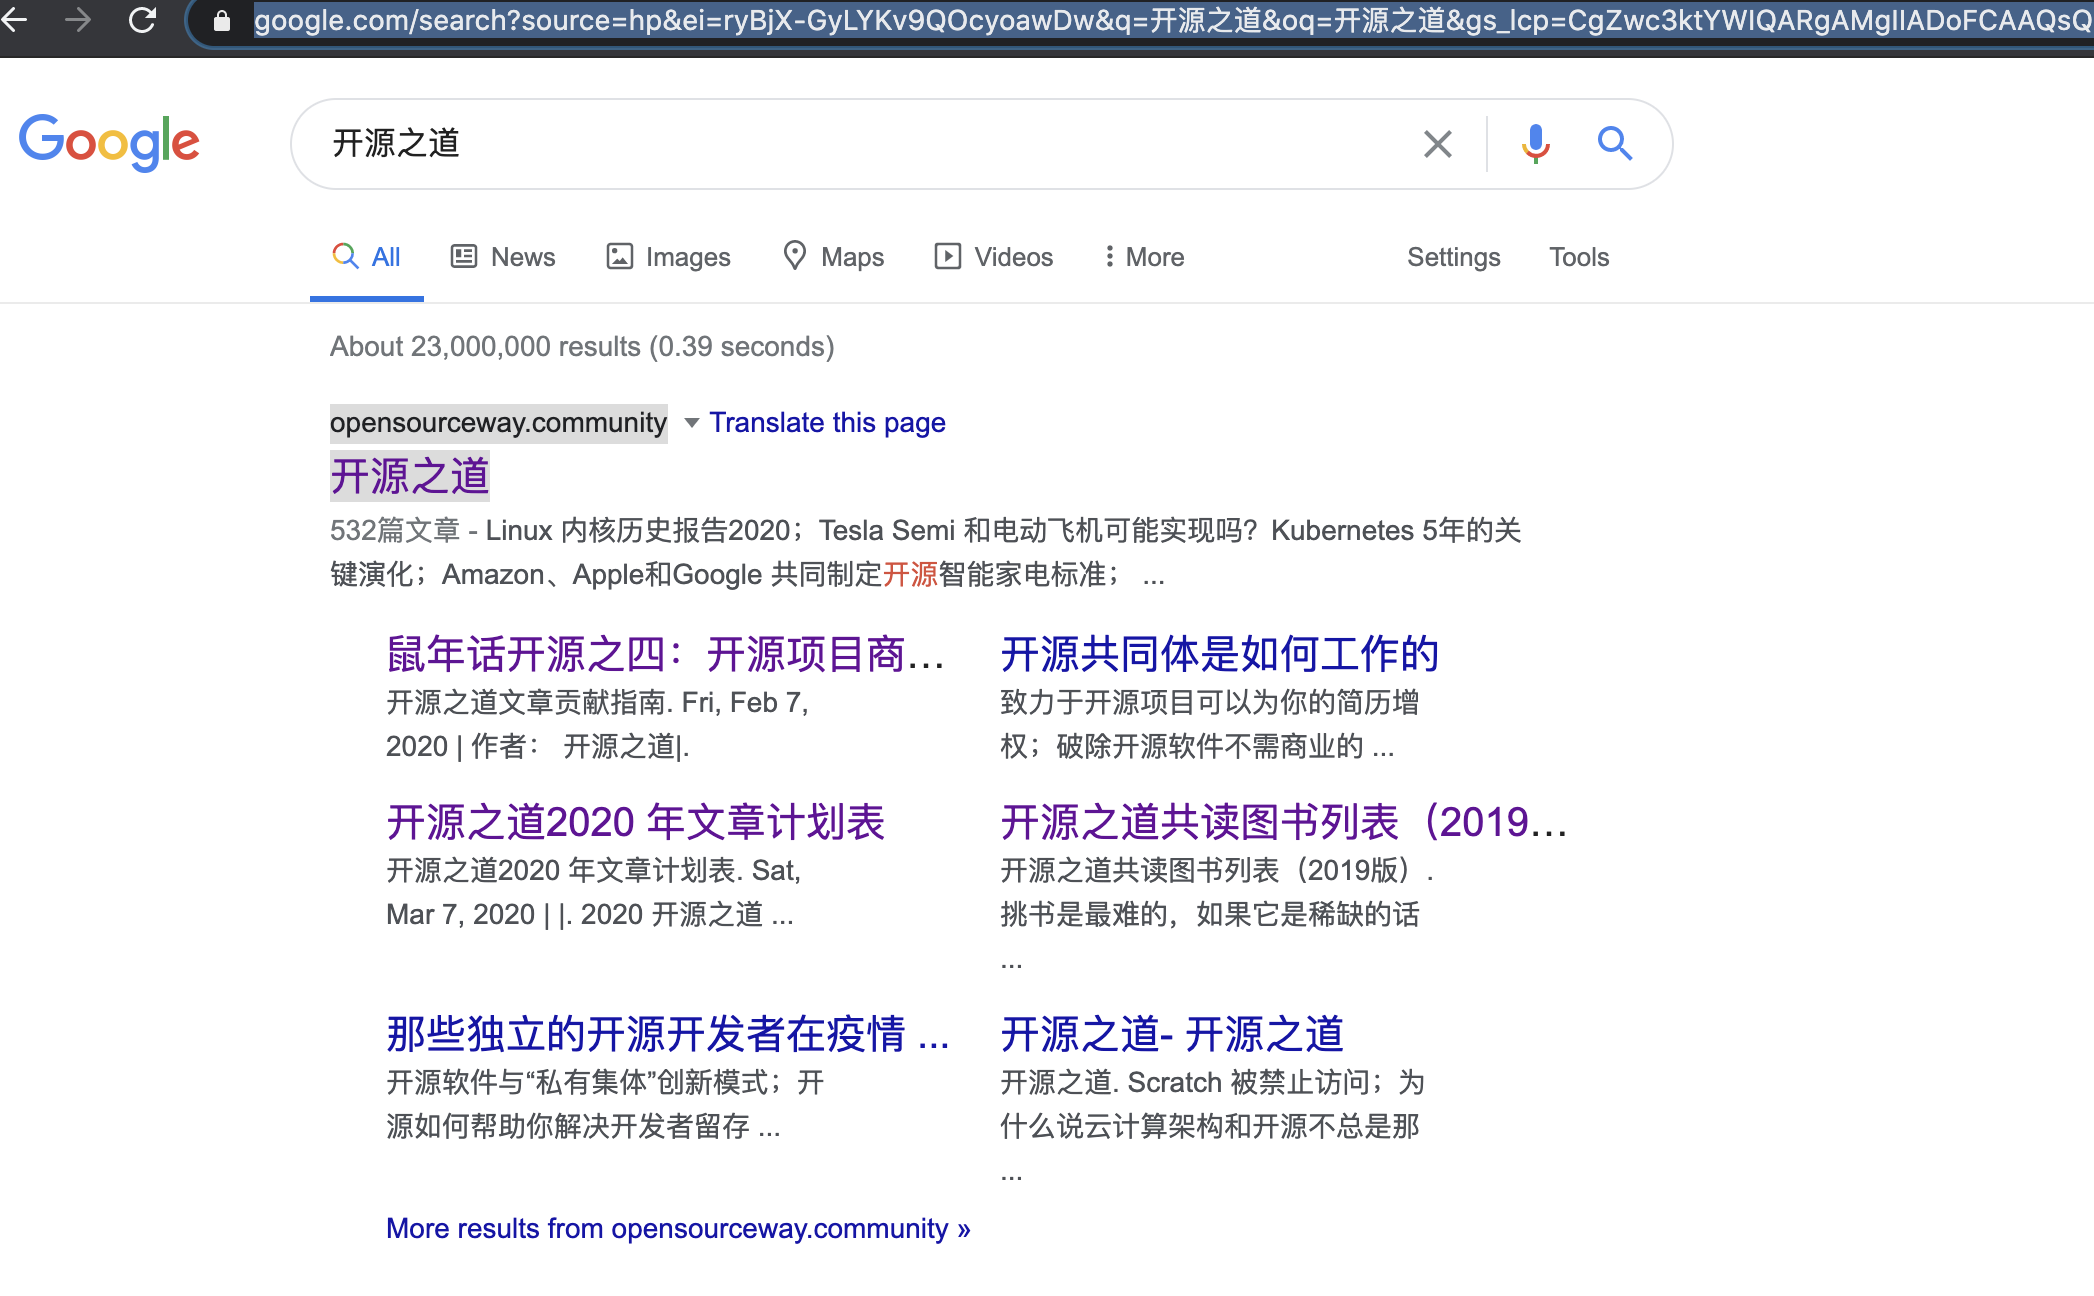 google.com/search?source=hp&ei=ryBjX-GyLYKv9QOcyoawDw&q=开源之道&oq=开源之道&gs_lcp=CgZwc3ktYWIQARgAMgIIADoFCAAQsQ
Google
开源之道
All News Images Maps Videos More Settings Tools
About 23,000,000 results (0.39 seconds)
opensourceway.community Translate this page
开源之道
532篇文章 - Linux 内核历史报告2020；Tesla Semi 和电动飞机可能实现吗？Kubernetes 5年的关
键演化；Amazon、Apple和Google 共同制定开源智能家电标准； ...
鼠年话开源之四：开源项目商...
开源之道文章贡献指南. Fri, Feb 7,
2020 | 作者： 开源之道|.
开源共同体是如何工作的
致力于开源项目可以为你的简历增
权；破除开源软件不需商业的 ...
开源之道2020 年文章计划表
开源之道2020 年文章计划表. Sat,
Mar 7, 2020 | |. 2020 开源之道 ...
开源之道共读图书列表（2019...
开源之道共读图书列表（2019版）.
挑书是最难的，如果它是稀缺的话
...
那些独立的开源开发者在疫情 ...
开源软件与“私有集体”创新模式；开
源如何帮助你解决开发者留存 ...
开源之道- 开源之道
开源之道. Scratch 被禁止访问；为
什么说云计算架构和开源不总是那
...
More results from opensourceway.community »